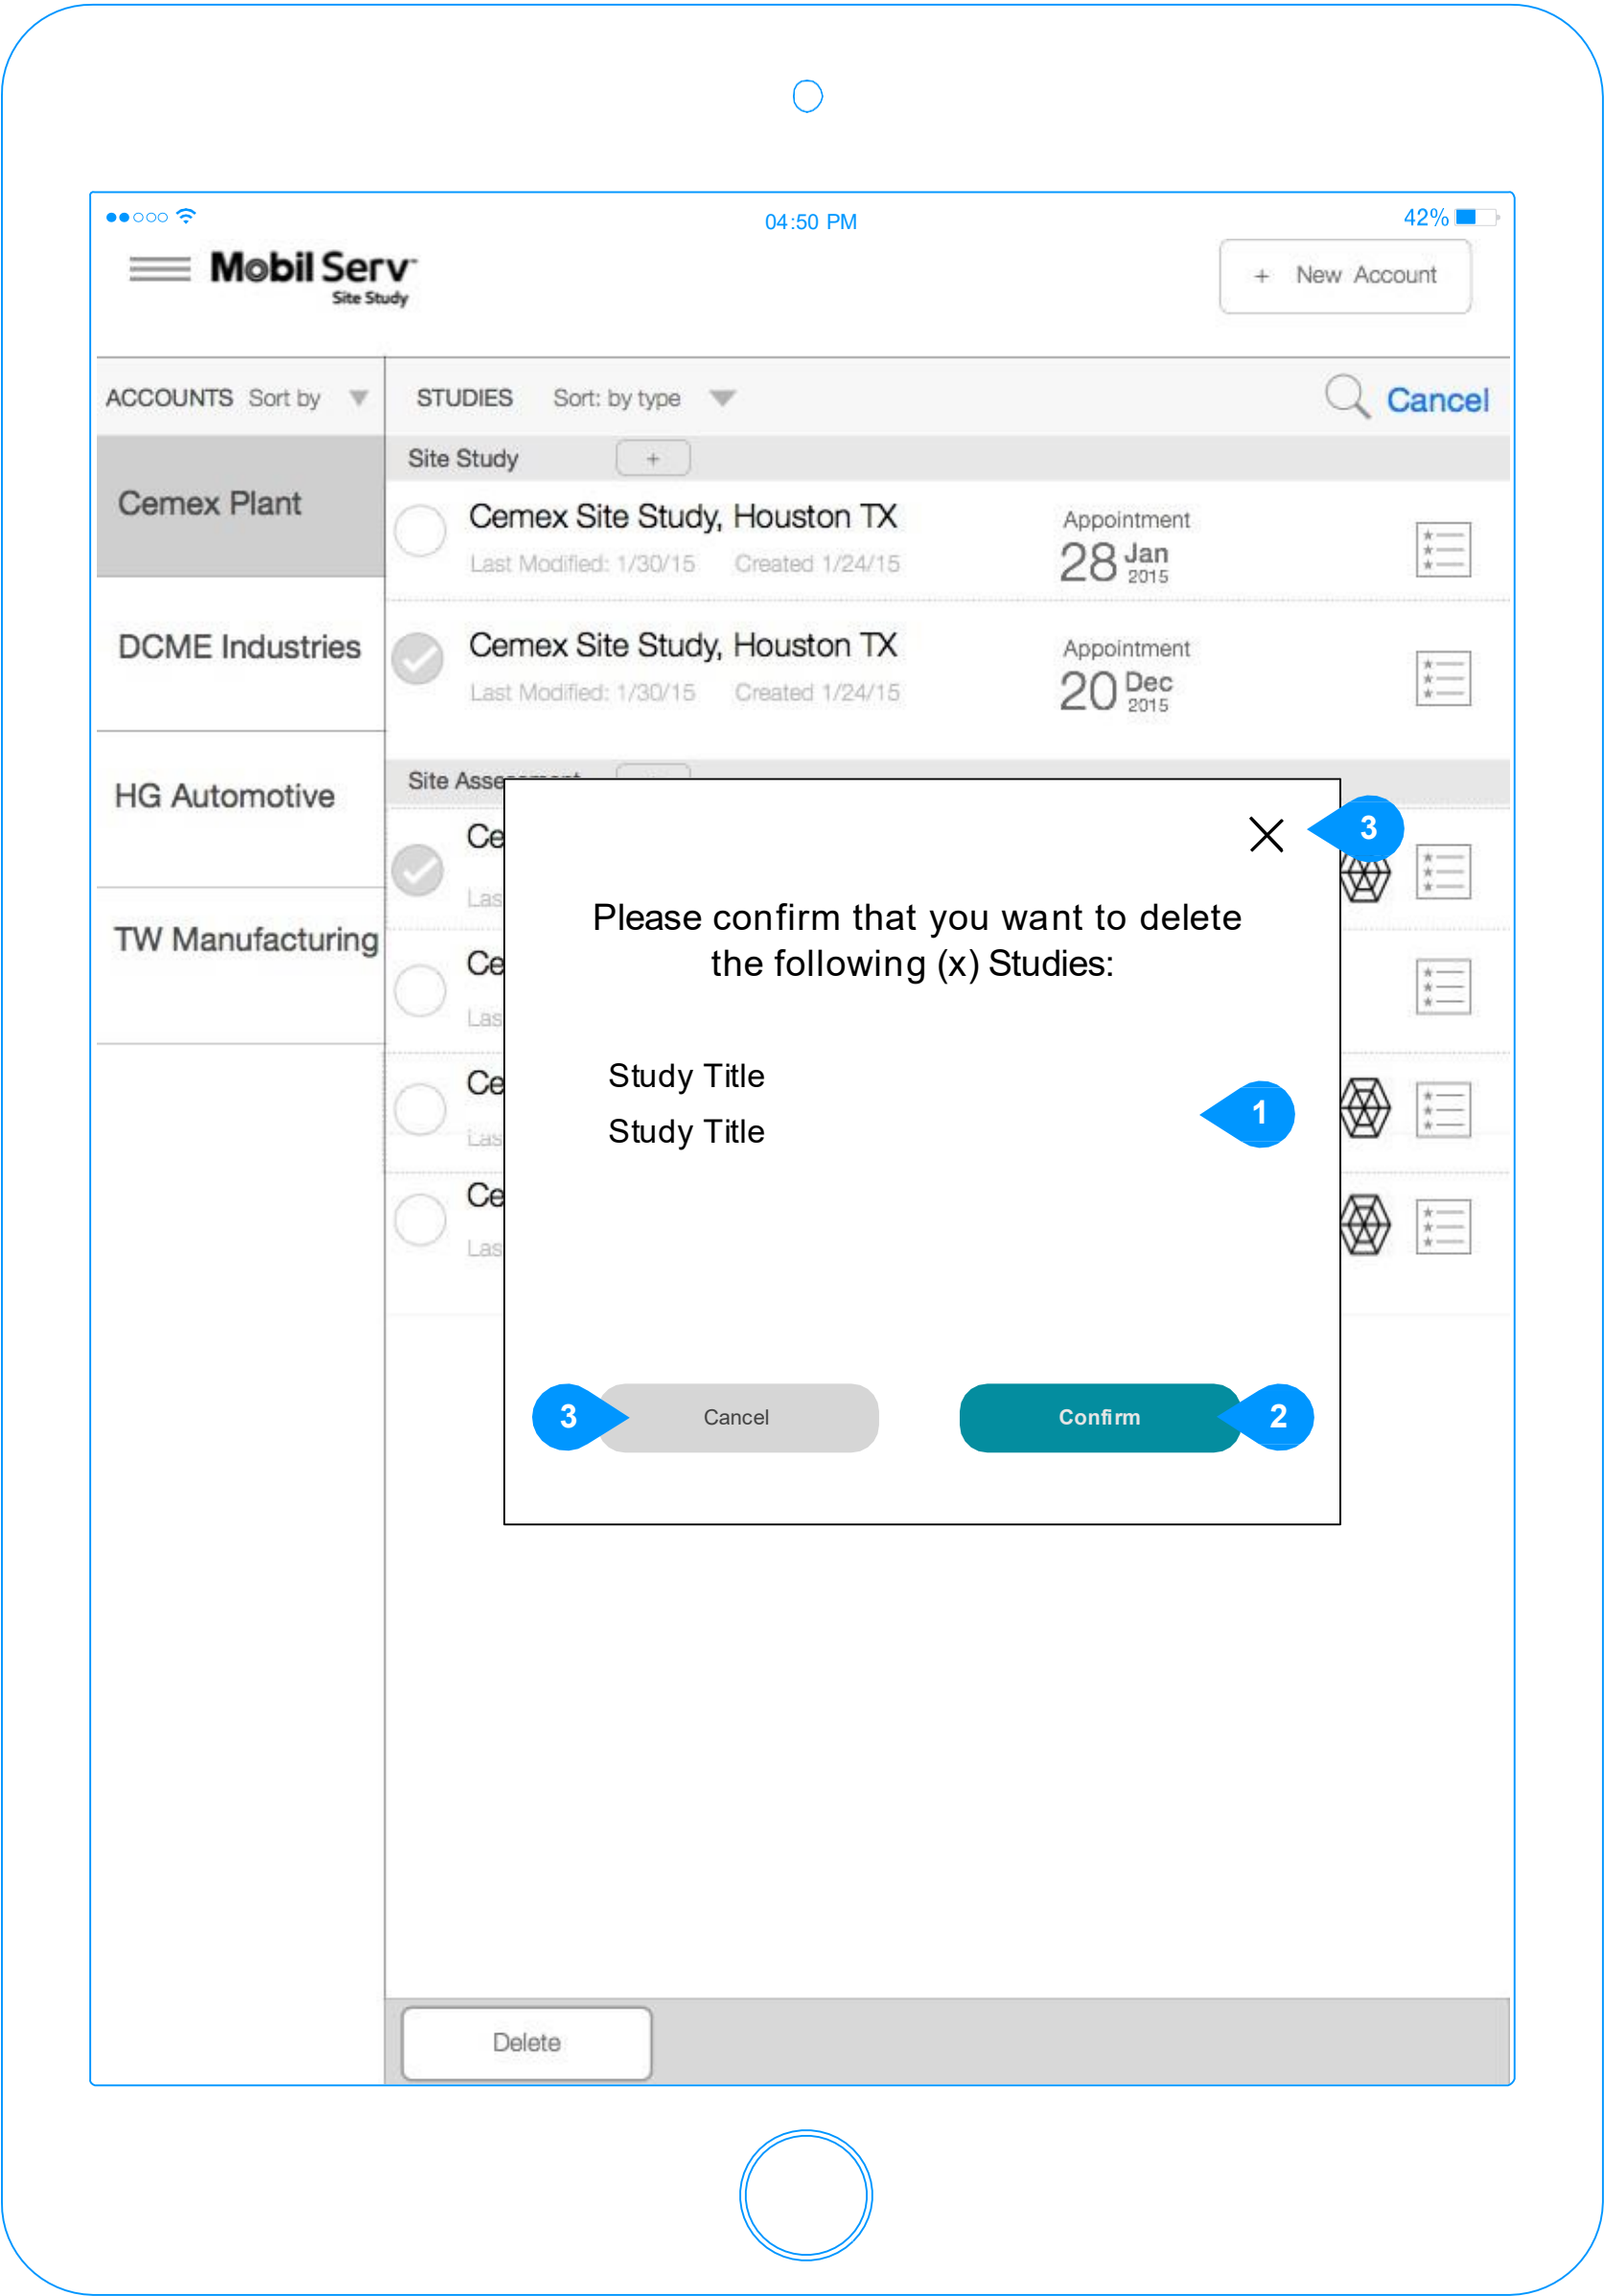 04:50 PM
42%
Mobil Serv
Site Study
+ New Account
ACCOUNTS Sort by
STUDIES Sort: by type
Cancel
Site Study +
Cemex Plant
Cemex Site Study, Houston TX
Last Modified: 1/30/15 Created 1/24/15
Appointment
28 Jan
2015
DCME Industries
Cemex Site Study, Houston TX
Last Modified: 1/30/15 Created 1/24/15
Appointment
20 Dec
2015
HG Automotive
Site Asse
Ce
Las
TW Manufacturing
Ce
Las
Ce
Las
Ce
Las
3
Please confirm that you want to delete
the following (x) Studies:
Study Title
1
Study Title
3
Cancel
Confirm
2
Delete